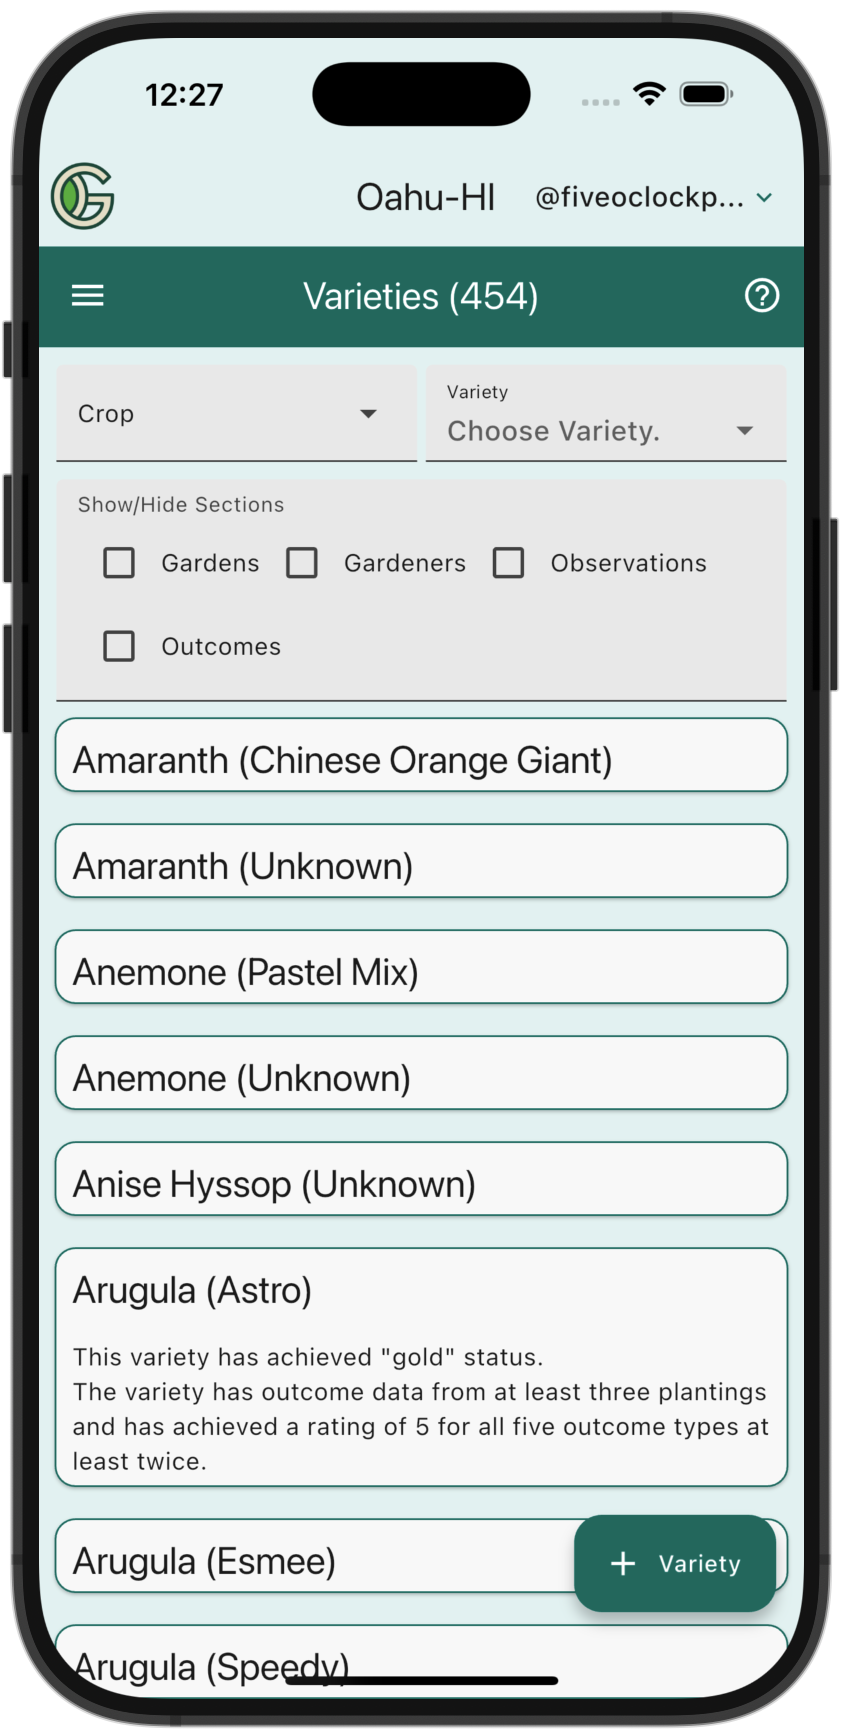 12:27
Oahu-HI @fiveoclockp...
Varieties (454)
Crop
Variety
Choose Variety.
Show/Hide Sections
Gardens Gardeners Observations
Outcomes
Amaranth (Chinese Orange Giant)
Amaranth (Unknown)
Anemone (Pastel Mix)
Anemone (Unknown)
Anise Hyssop (Unknown)
Arugula (Astro)
This variety has achieved "gold" status.
The variety has outcome data from at least three plantings
and has achieved a rating of 5 for all five outcome types at
least twice.
Arugula (Esmee)
+ Variety
Arugula (Speedy)